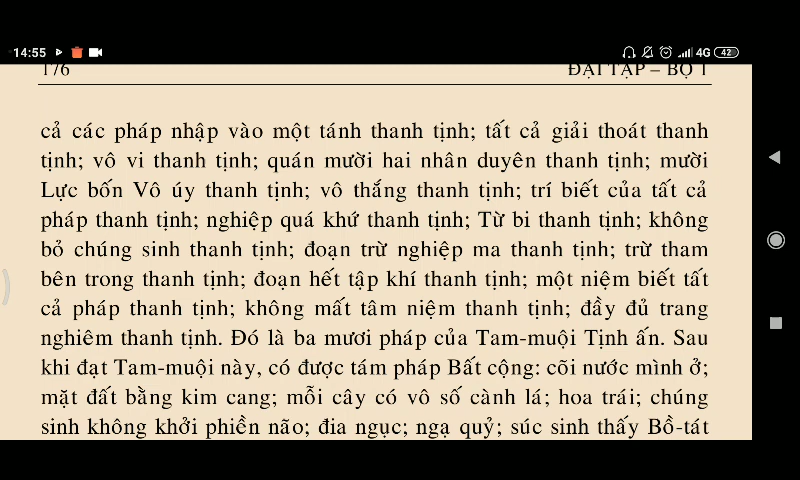 14:55 4G 42
176 ĐẠI TẬP – BỘ 1
cả các pháp nhập vào một tánh thanh tịnh; tất cả giải thoát thanh
tịnh; vô vi thanh tịnh; quán mười hai nhân duyên thanh tịnh; mười
Lực bốn Vô úy thanh tịnh; vô thắng thanh tịnh; trí biết của tất cả
pháp thanh tịnh; nghiệp quá khứ thanh tịnh; Từ bi thanh tịnh; không
bỏ chúng sinh thanh tịnh; đoạn trừ nghiệp ma thanh tịnh; trừ tham
bên trong thanh tịnh; đoạn hết tập khí thanh tịnh; một niệm biết tất
cả pháp thanh tịnh; không mất tâm niệm thanh tịnh; đầy đủ trang
nghiêm thanh tịnh. Đó là ba mươi pháp của Tam-muội Tịnh ấn. Sau
khi đạt Tam-muội này, có được tám pháp Bất cộng: cõi nước mình ở;
mặt đất bằng kim cang; mỗi cây có vô số cành lá; hoa trái; chúng
sinh không khởi phiền não; địa ngục; ngạ quỷ; súc sinh thấy Bồ-tát